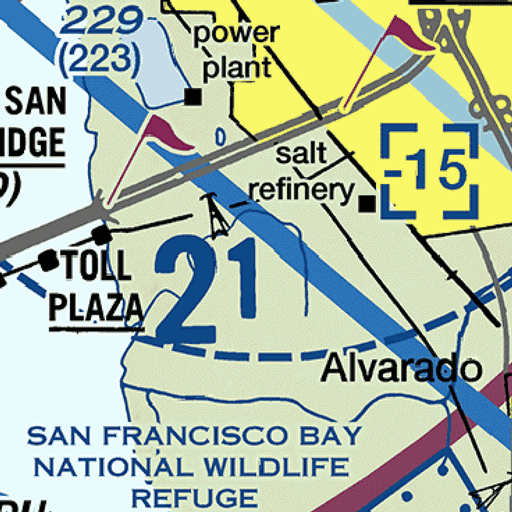 229
(223)
power
plant
SAN
IDGE
salt
refinery
-15
TOLL
PLAZA
21
Alvarado
SAN FRANCISCO BAY
NATIONAL WILDLIFE
REFUGE